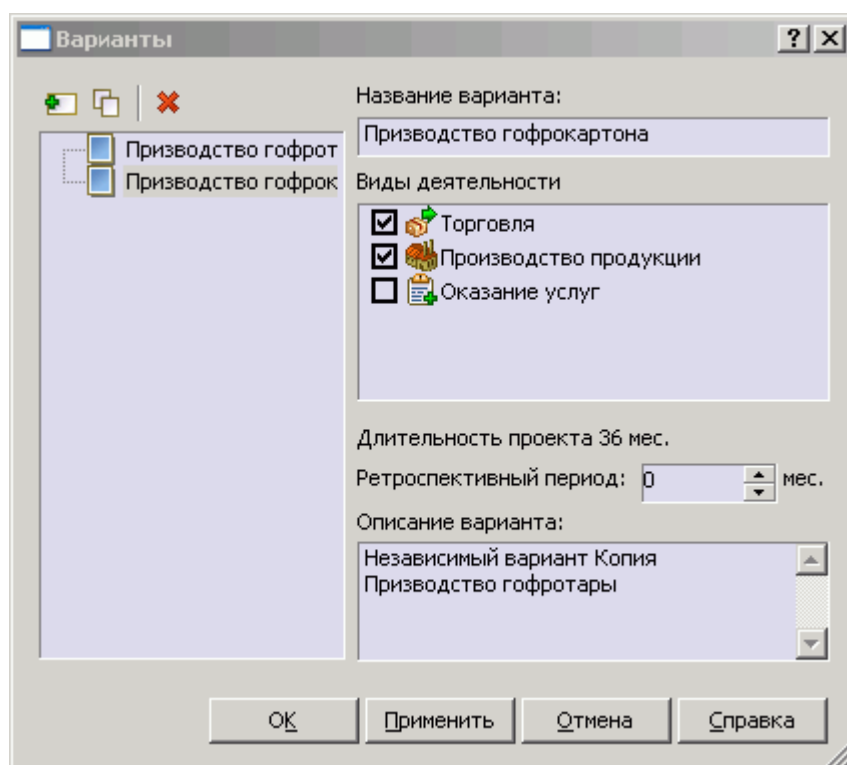 Варианты
Призводство гофрот
Призводство гофрок
Название варианта:
Призводство гофрокартона
Виды деятельности
Торговля
Производство продукции
Оказание услуг
Длительность проекта 36 мес.
Ретроспективный период: 0 мес.
Описание варианта:
Независимый вариант Копия
Призводство гофротары
OK Применить Отмена Справка